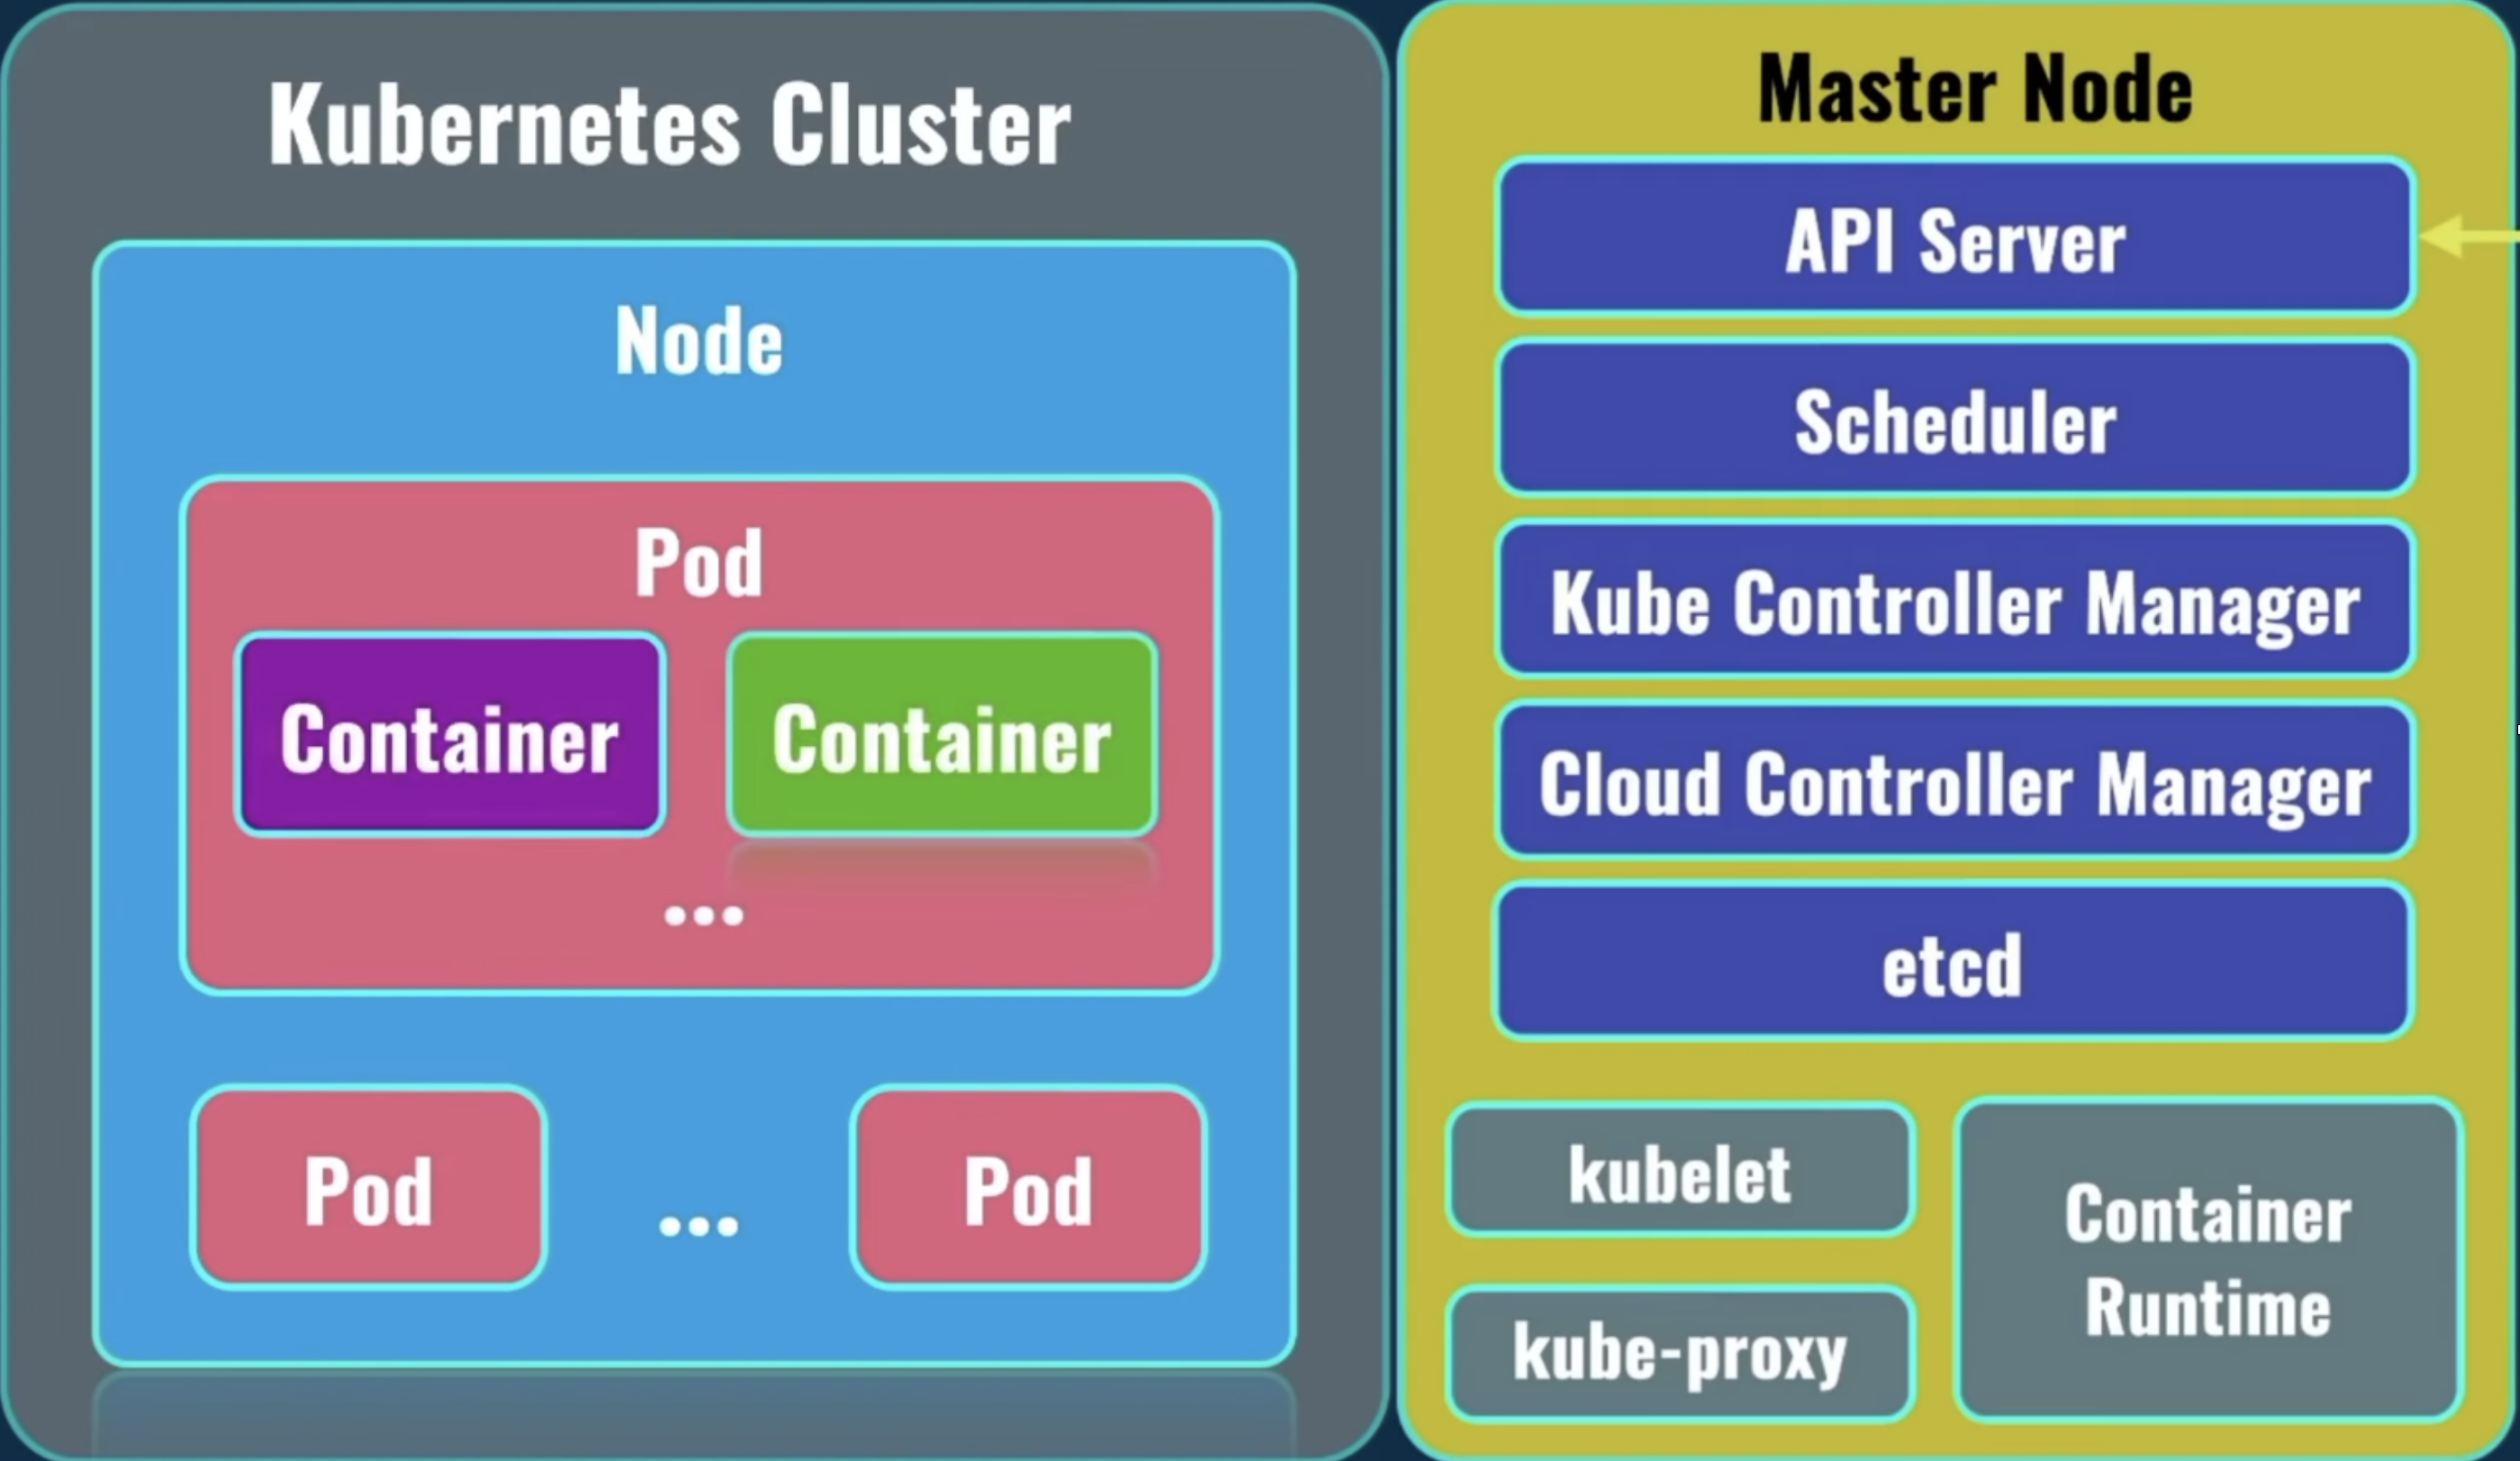 Kubernetes Cluster
Node
Pod
Container
Container
...
Pod
...
Pod
Master Node
API Server
Scheduler
Kube Controller Manager
Cloud Controller Manager
etcd
kubelet
kube-proxy
Container
Runtime